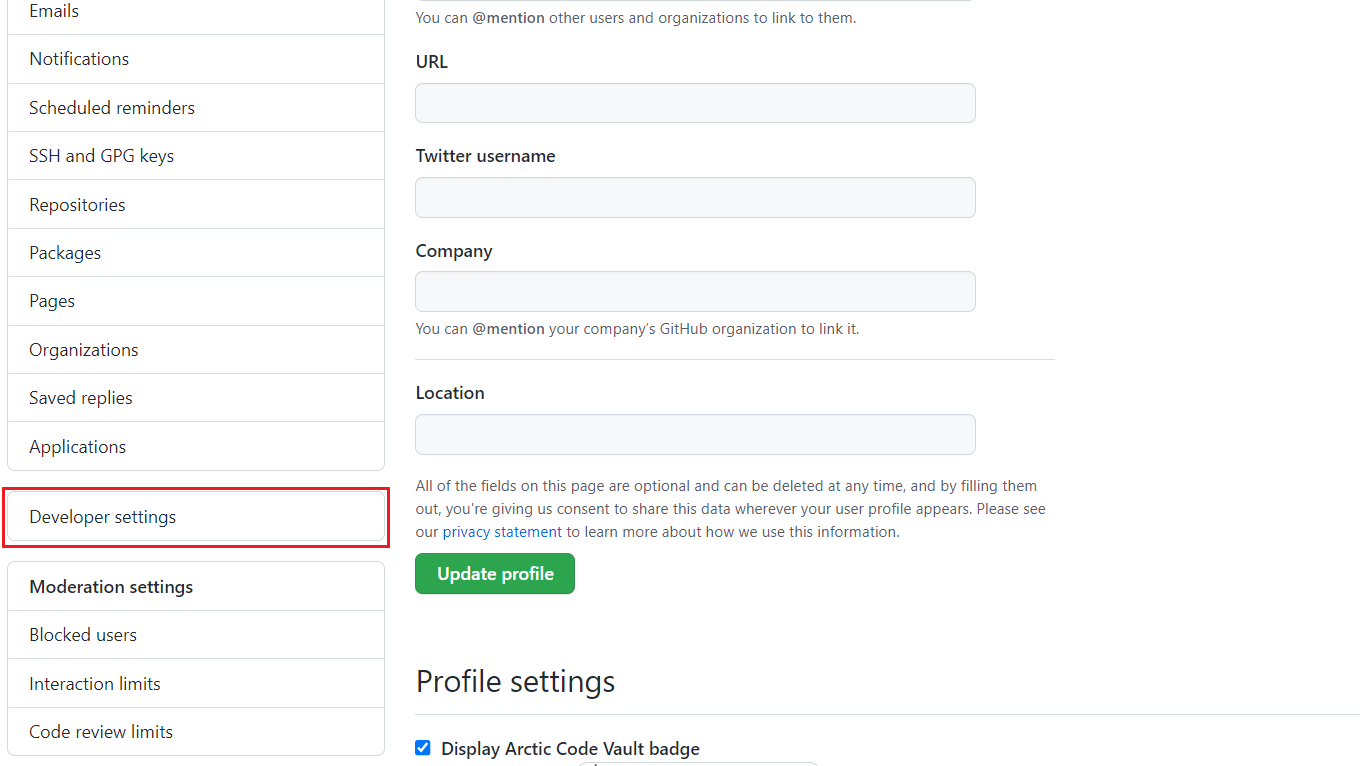 Emails
Notifications
Scheduled reminders
SSH and GPG keys
Repositories
Packages
Pages
Organizations
Saved replies
Applications
Developer settings
Moderation settings
Blocked users
Interaction limits
Code review limits
You can @mention other users and organizations to link to them.
URL
Twitter username
Company
You can @mention your company's GitHub organization to link it.
Location
All of the fields on this page are optional and can be deleted at any time, and by filling them
out, you're giving us consent to share this data wherever your user profile appears. Please see
our privacy statement to learn more about how we use this information.
Update profile
Profile settings
Display Arctic Code Vault badge